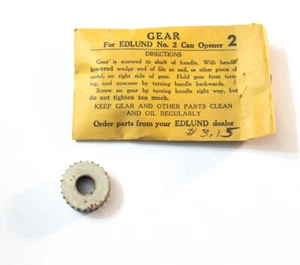 GEAR
For EDLUND No. 2 Can Opener 2
DIRECTIONS
Gear is screwed to shaft of handle. With handle
lowered wedge end of file or nail, or other piece of
metal, on right side of gear. Hold gear from turn-
ing, and unscrew by turning handle backwards.
Screw on gear by turning handle right way, but
do not tighten too much.
KEEP GEAR AND OTHER PARTS CLEAN
AND OIL REGULARLY
Order parts from your EDLUND dealer
# 3.15